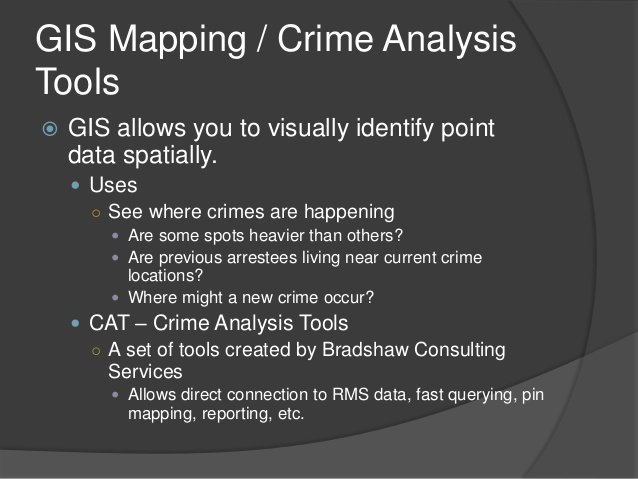 GIS Mapping / Crime Analysis
Tools
GIS allows you to visually identify point
data spatially.
Uses
See where crimes are happening
Are some spots heavier than others?
Are previous arrestees living near current crime
locations?
Where might a new crime occur?
CAT – Crime Analysis Tools
A set of tools created by Bradshaw Consulting
Services
Allows direct connection to RMS data, fast querying, pin
mapping, reporting, etc.